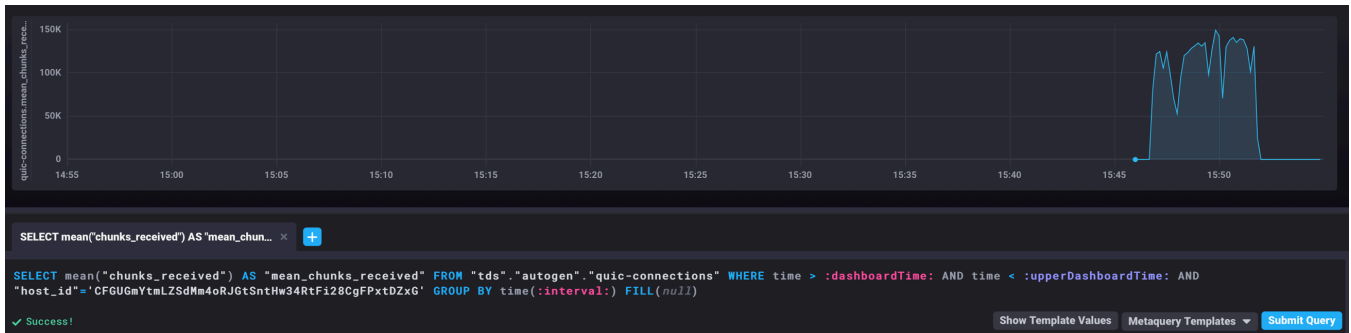 quic-connections.mean_chunks_rece...
150K
100K
50K
0
14:55 15:00 15:05 15:10 15:15 15:20 15:25 15:30 15:35 15:40 15:45 15:50
SELECT mean("chunks_received") AS "mean_chun... × +
SELECT mean("chunks_received") AS "mean_chunks_received" FROM "tds"."autogen"."quic-connections" WHERE time > :dashboardTime: AND time < :upperDashboardTime: AND
"host_id"='CFGUGmYtmLZSdMm4oRJGtSntHw34RtFi28CgFPxtDZxG' GROUP BY time(:interval:) FILL(null)
✓ Success! Show Template Values Metaquery Templates Submit Query